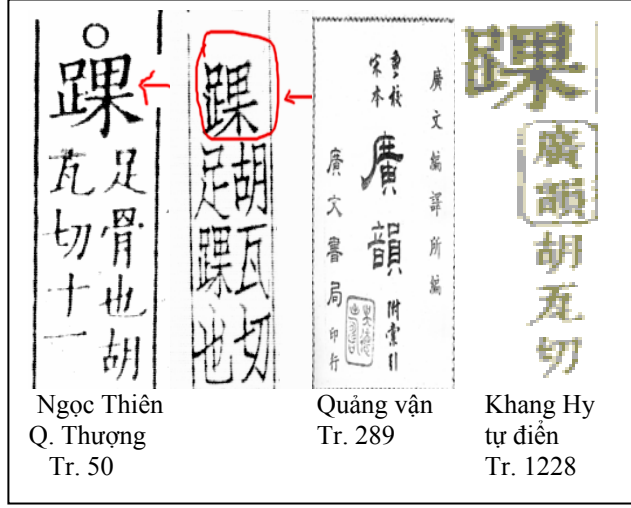 踝
足骨也胡
瓦切十一
踝
胡瓦切
足踝也
廣文編譯所編
重校
宋本
廣韻
附索引
廣文書局
印行
踝
廣韻
胡瓦切
Ngọc Thiên
Q. Thượng
Tr. 50
Quảng vận
Tr. 289
Khang Hy
tự điển
Tr. 1228